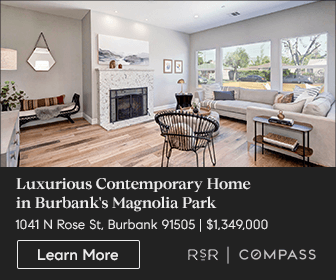 Luxurious Contemporary Home
in Burbank's Magnolia Park
1041 N Rose St, Burbank 91505 | $1,349,000
Learn More
RSR | COMPASS